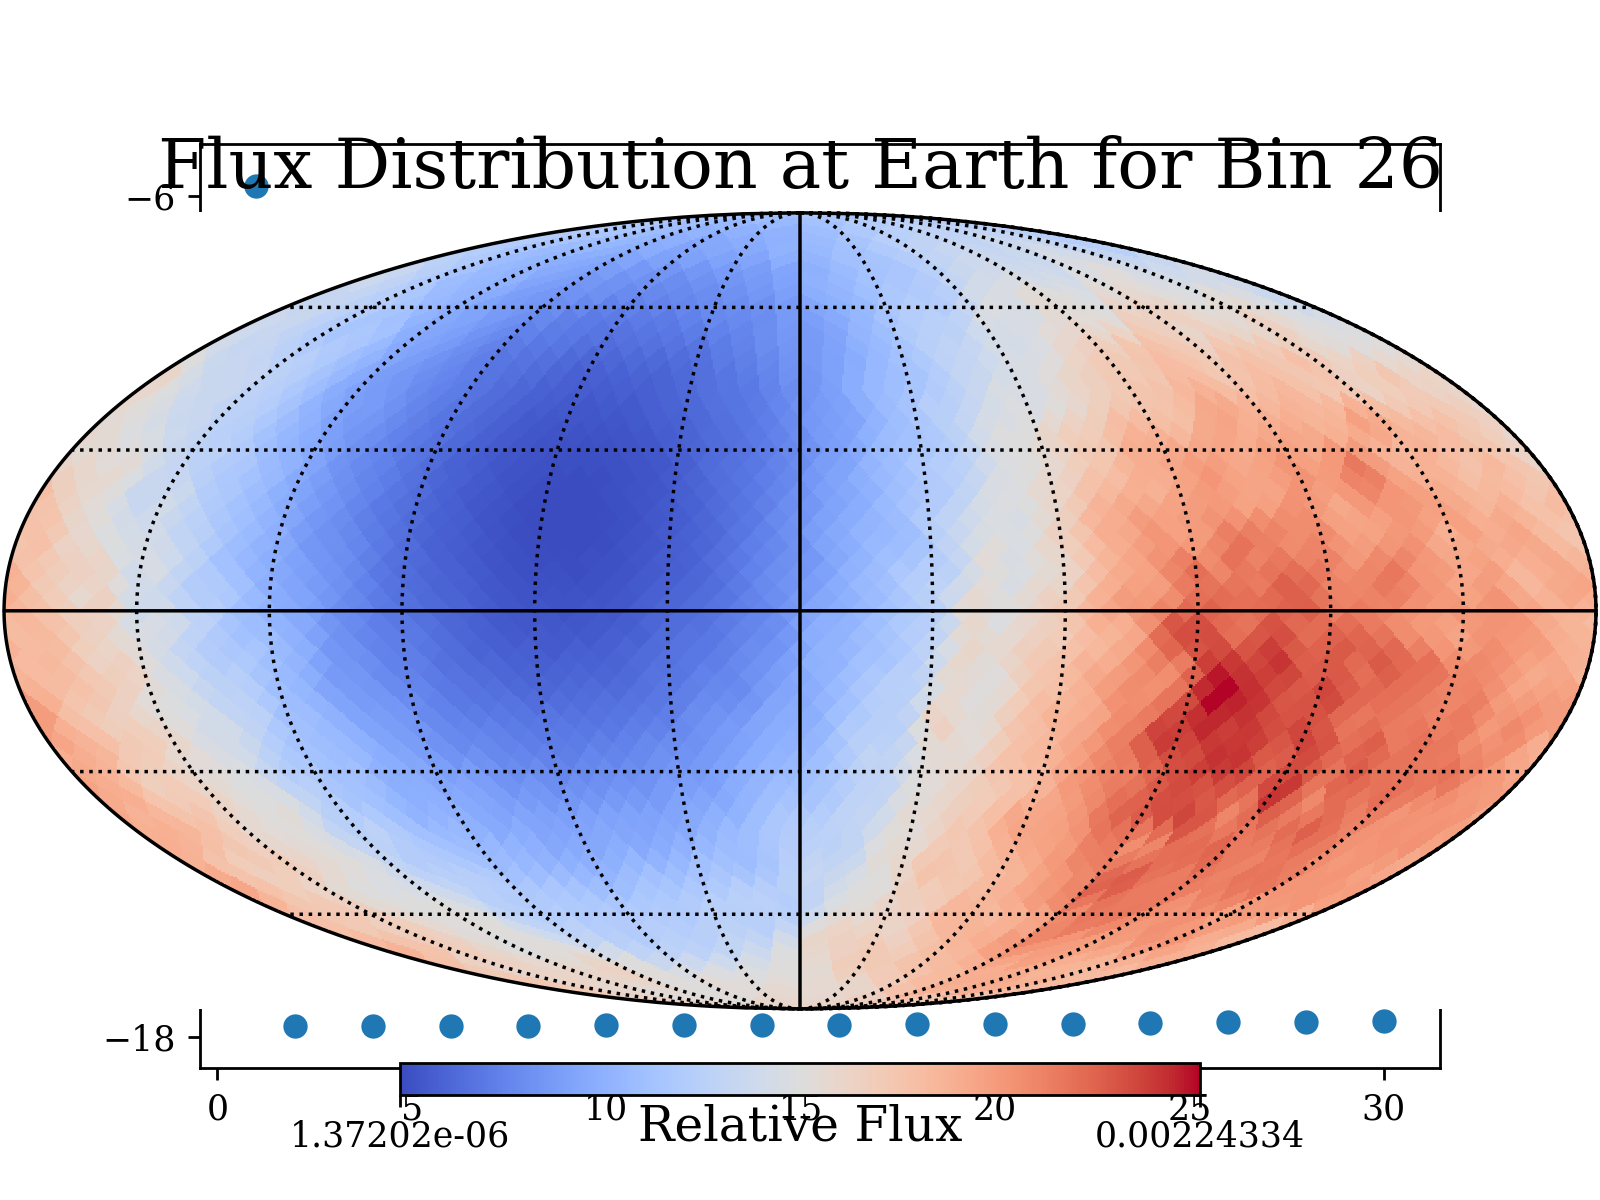 Flux Distribution at Earth for Bin 26
−6
−18
0 5 10 15 20 25 30
Relative Flux
1.37202e-06 0.00224334